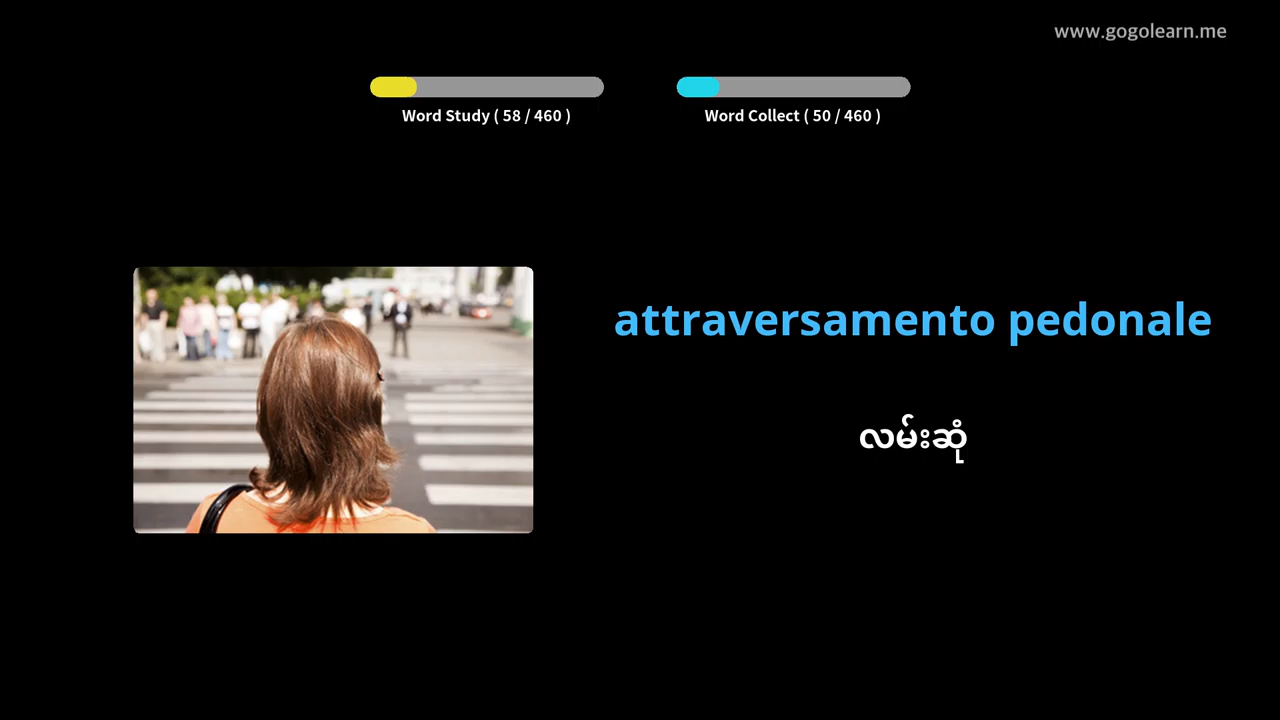 www.gogolearn.me
Word Study ( 58 / 460 )
Word Collect ( 50 / 460 )
attraversamento pedonale
လမ်းဆုံ